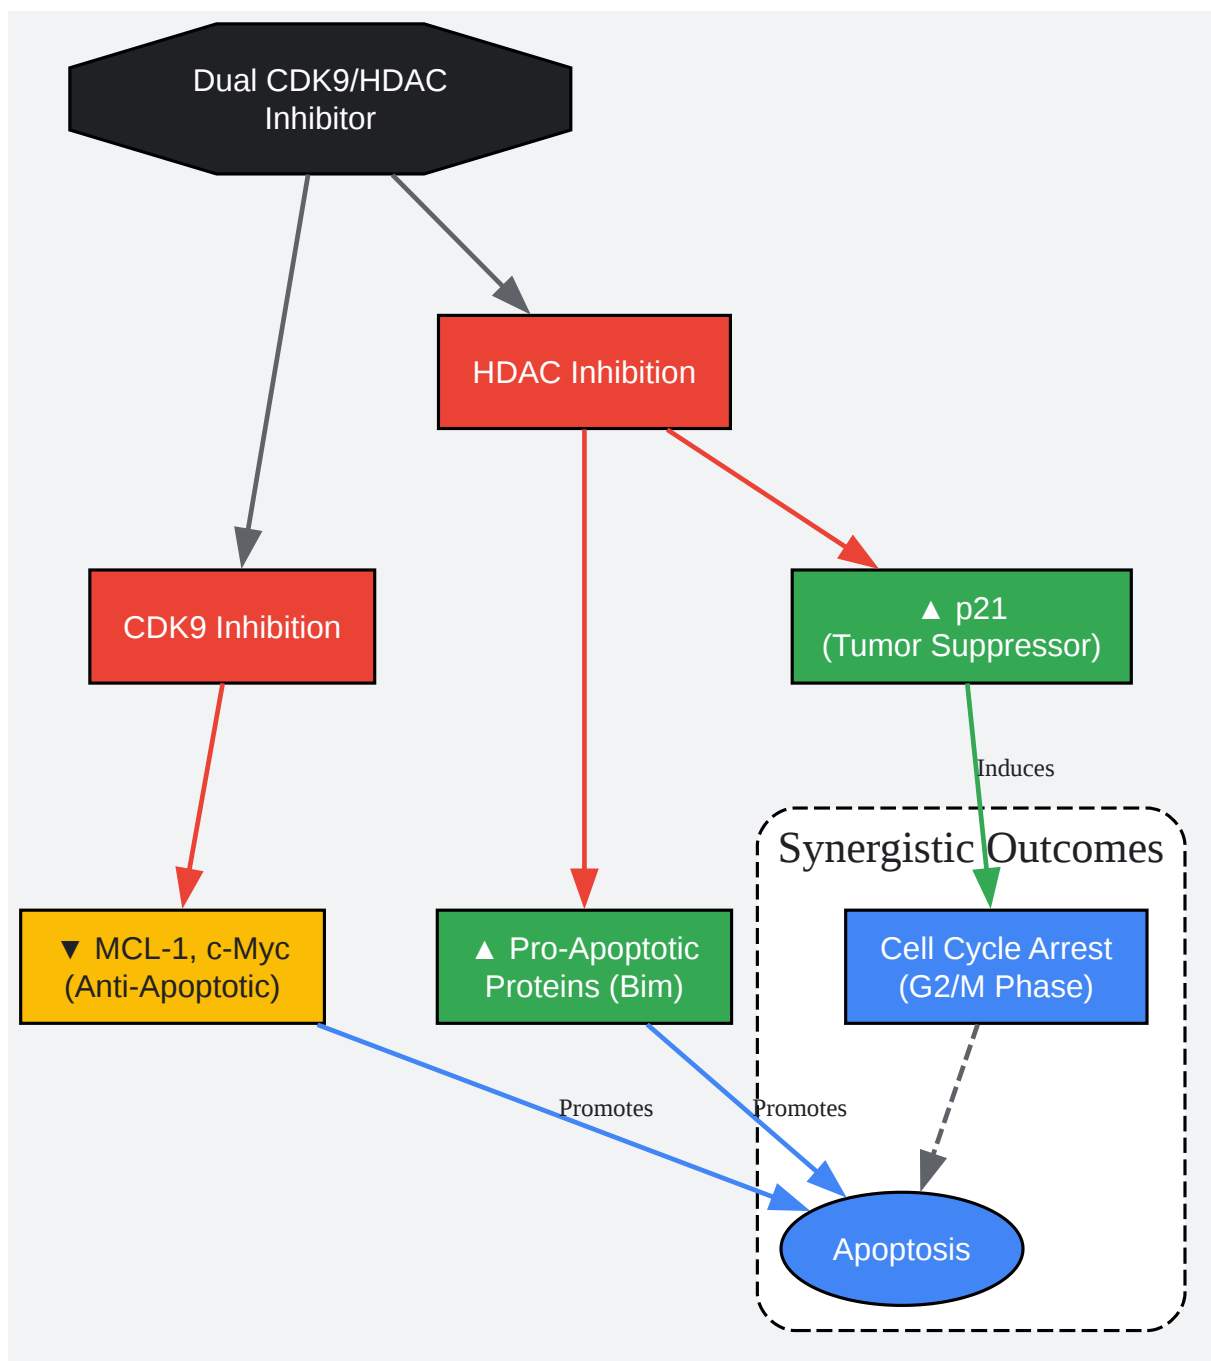 Dual CDK9/HDAC
Inhibitor
HDAC Inhibition
CDK9 Inhibition
▲ p21
(Tumor Suppressor)
Induces
Synergistic Outcomes
▼ MCL-1, c-Myc
(Anti-Apoptotic)
▲ Pro-Apoptotic
Proteins (Bim)
Cell Cycle Arrest
(G2/M Phase)
Promotes
Promotes
Apoptosis